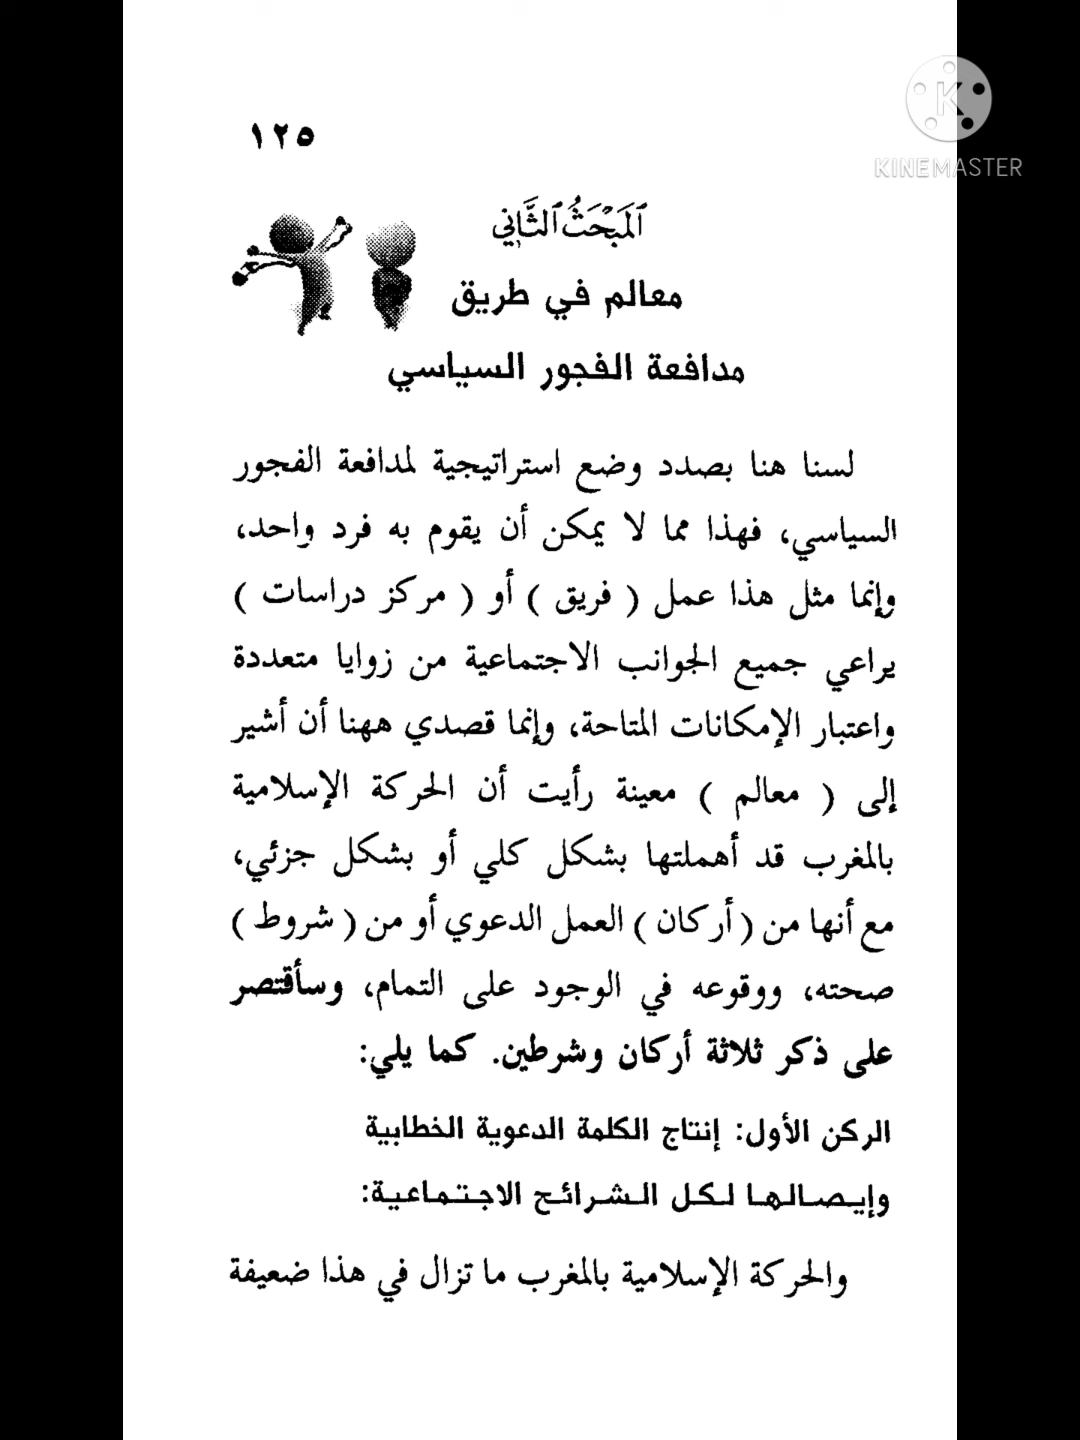 ١٢٥
KINEMASTER
المَبْحَثُ الثَّانِي
معالم في طريق
مدافعة الفجور السياسي
لسنا هنا بصدد وضع استراتيجية لمدافعة الفجور
السياسي، فهذا مما لا يمكن أن يقوم به فرد واحد،
وإنما مثل هذا عمل ( فريق ) أو ( مركز دراسات )
يراعي جميع الجوانب الاجتماعية من زوايا متعددة
واعتبار الإمكانات المتاحة، وإنما قصدي ههنا أن أشير
إلى ( معالم ) معينة رأيت أن الحركة الإسلامية
بالمغرب قد أهملتها بشكل كلي أو بشكل جزئي،
مع أنها من ( أركان ) العمل الدعوي أو من ( شروط )
صحته، ووقوعه في الوجود على التمام، وسأقتصر
على ذكر ثلاثة أركان وشرطين. كما يلي:
الركن الأول: إنتاج الكلمة الدعوية الخطابية
وإيصالها لكل الشرائح الاجتماعية:
والحركة الإسلامية بالمغرب ما تزال في هذا ضعيفة